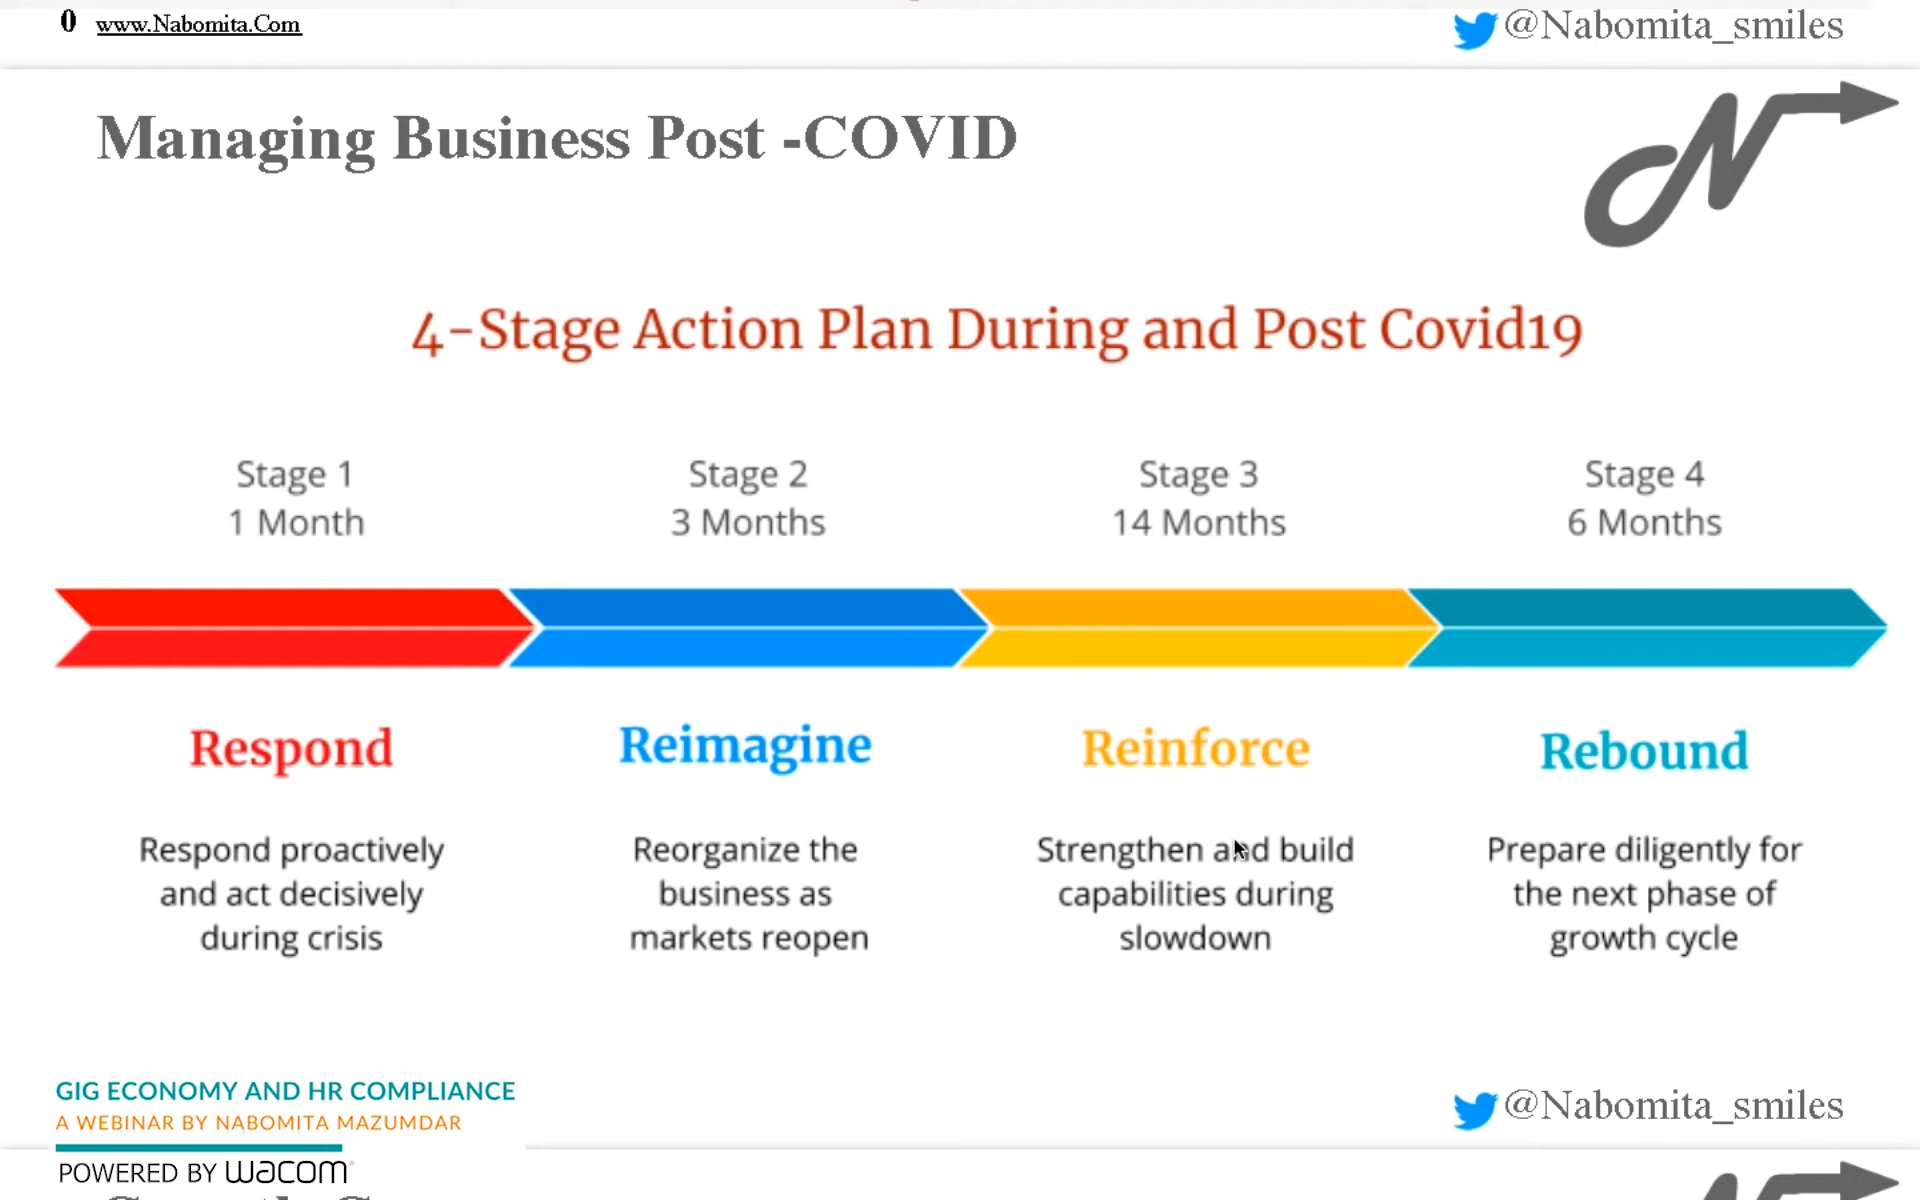 0 www.Nabomita.Com
@Nabomita_smiles
Managing Business Post -COVID
4-Stage Action Plan During and Post Covid19
Stage 1
1 Month
Stage 2
3 Months
Stage 3
14 Months
Stage 4
6 Months
Respond
Reimagine
Reinforce
Rebound
Respond proactively
and act decisively
during crisis
Reorganize the
business as
markets reopen
Strengthen and build
capabilities during
slowdown
Prepare diligently for
the next phase of
growth cycle
GIG ECONOMY AND HR COMPLIANCE
A WEBINAR BY NABOMITA MAZUMDAR
@Nabomita_smiles
POWERED BY wacom